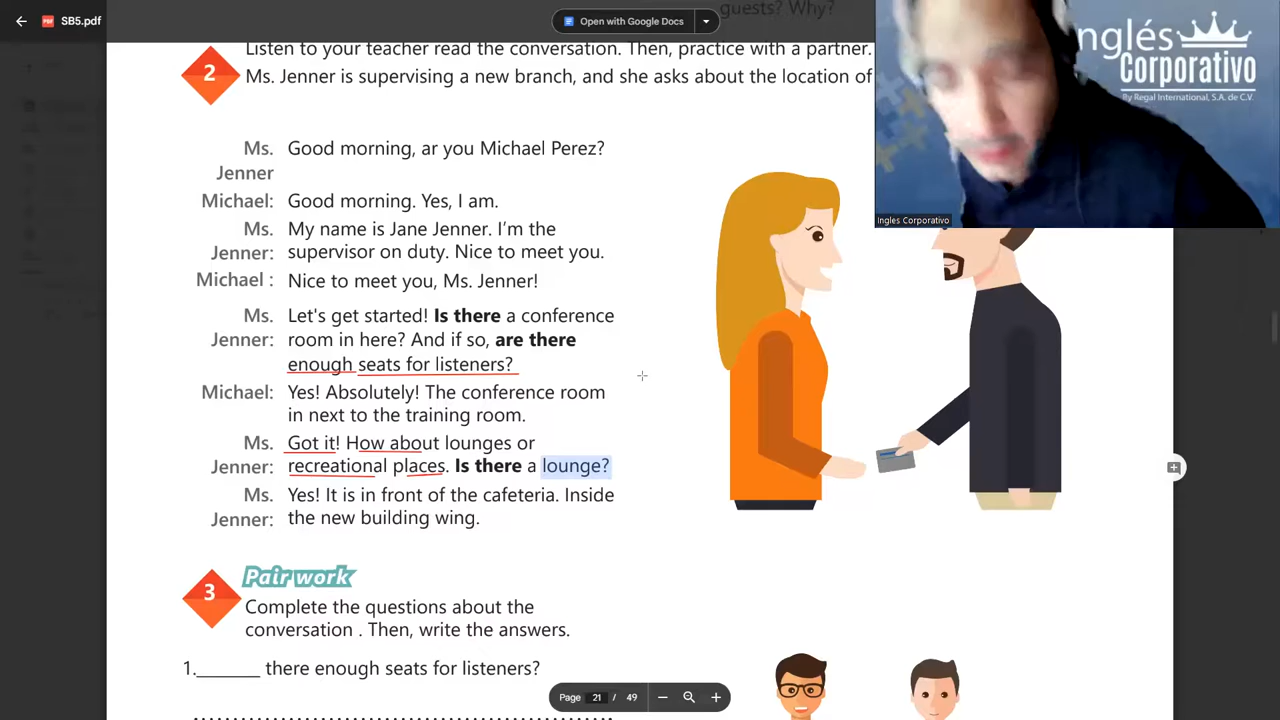 SB5.pdf
Open with Google Docs
guests? Why?
2
Listen to your teacher read the conversation. Then, practice with a partner.
Ms. Jenner is supervising a new branch, and she asks about the location of
nglés
Corporativo
By Regal International, S.A. de C.V.
Ingles Corporativo
Ms. Good morning, ar you Michael Perez?
Jenner
Michael: Good morning. Yes, I am.
Ms. My name is Jane Jenner. I'm the
Jenner: supervisor on duty. Nice to meet you.
Michael : Nice to meet you, Ms. Jenner!
Ms. Let's get started! Is there a conference
Jenner: room in here? And if so, are there
enough seats for listeners?
Michael: Yes! Absolutely! The conference room
in next to the training room.
Ms. Got it! How about lounges or
Jenner: recreational places. Is there a lounge?
Ms. Yes! It is in front of the cafeteria. Inside
Jenner: the new building wing.
3
Pair work
Complete the questions about the
conversation . Then, write the answers.
1.______ there enough seats for listeners?
Page 21 / 49